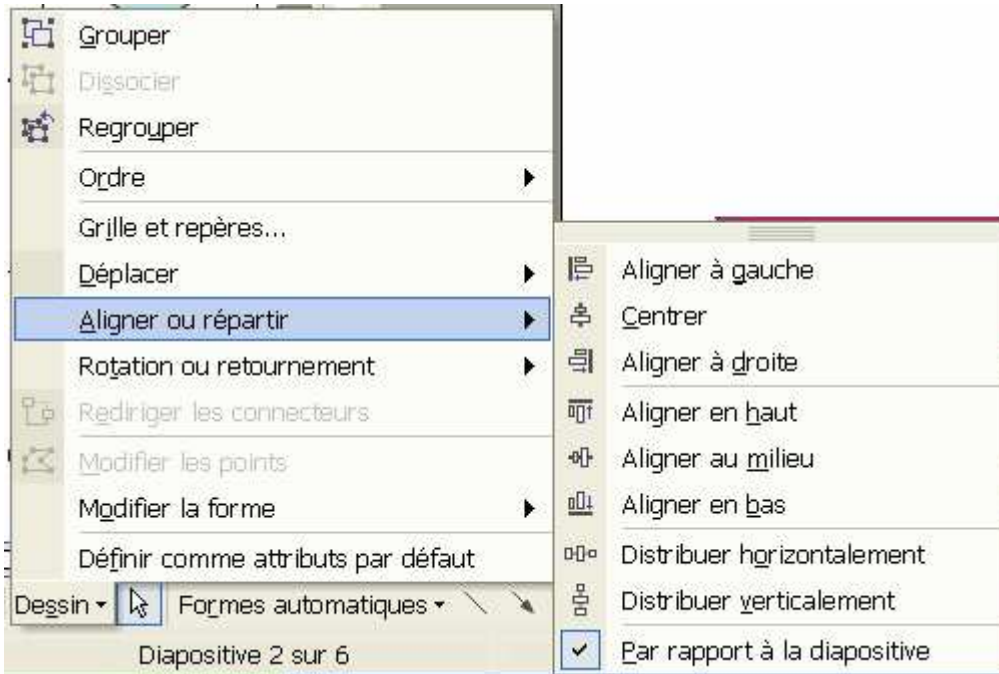 Grouper
Dissocier
Regrouper
Ordre
Grille et repères...
Déplacer
Aligner ou répartir
Rotation ou retournement
Rediriger les connecteurs
Modifier les points
Modifier la forme
Définir comme attributs par défaut
Aligner à gauche
Centrer
Aligner à droite
Aligner en haut
Aligner au milieu
Aligner en bas
Distribuer horizontalement
Distribuer verticalement
Par rapport à la diapositive
Dessin Formes automatiques
Diapositive 2 sur 6